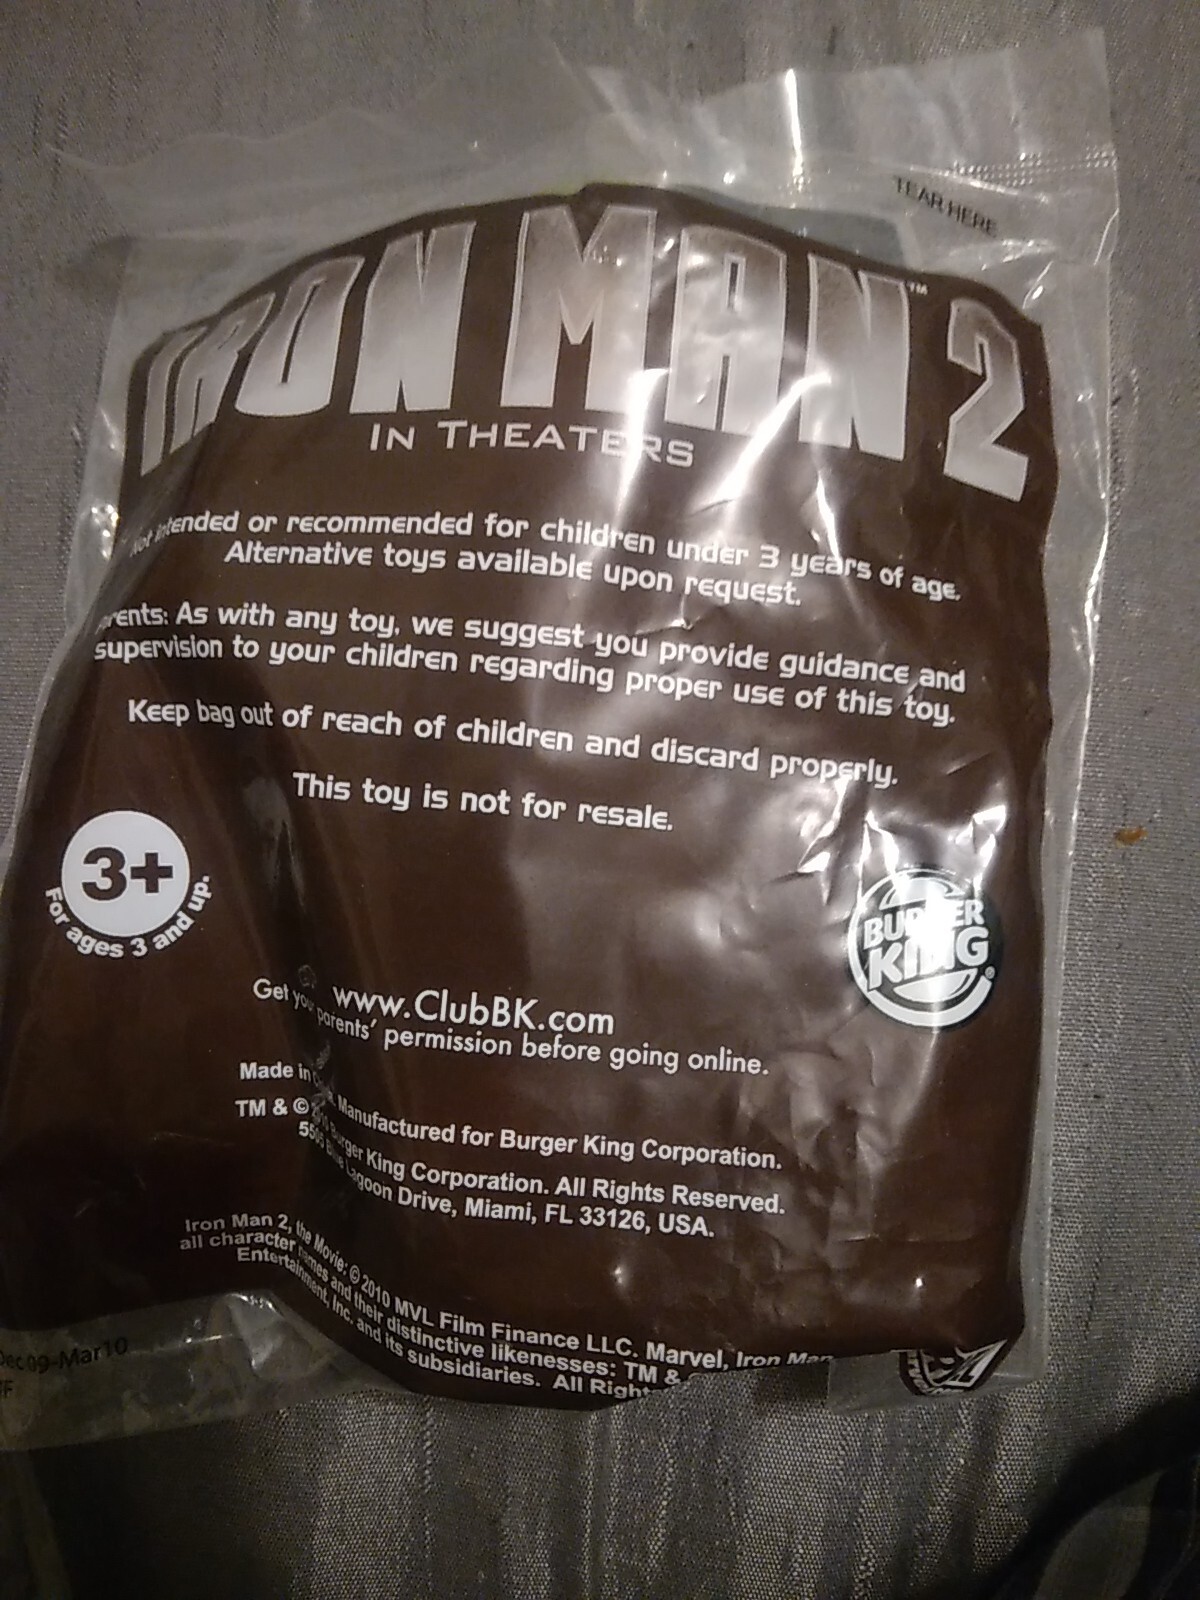 TEAR HERE
IRON MAN 2
™
IN THEATERS
Not intended or recommended for children under 3 years of age.
Alternative toys available upon request.
rents: As with any toy, we suggest you provide guidance and
supervision to your children regarding proper use of this toy.
Keep bag out of reach of children and discard properly.
This toy is not for resale.
3+
For ages 3 and up.
BURGER
KING®
www.ClubBK.com
Get your parents' permission before going online.
Made in Manufactured for Burger King Corporation.
TM & © Burger King Corporation. All Rights Reserved.
Lagoon Drive, Miami, FL 33126, USA.
Iron Man 2, the Movie: © 2010 MVL Film Finance LLC. Marvel, Iron Man
all character names and their distinctive likenesses: TM &
Entertainment, Inc. and its subsidiaries. All Right
Dec09-Mar10